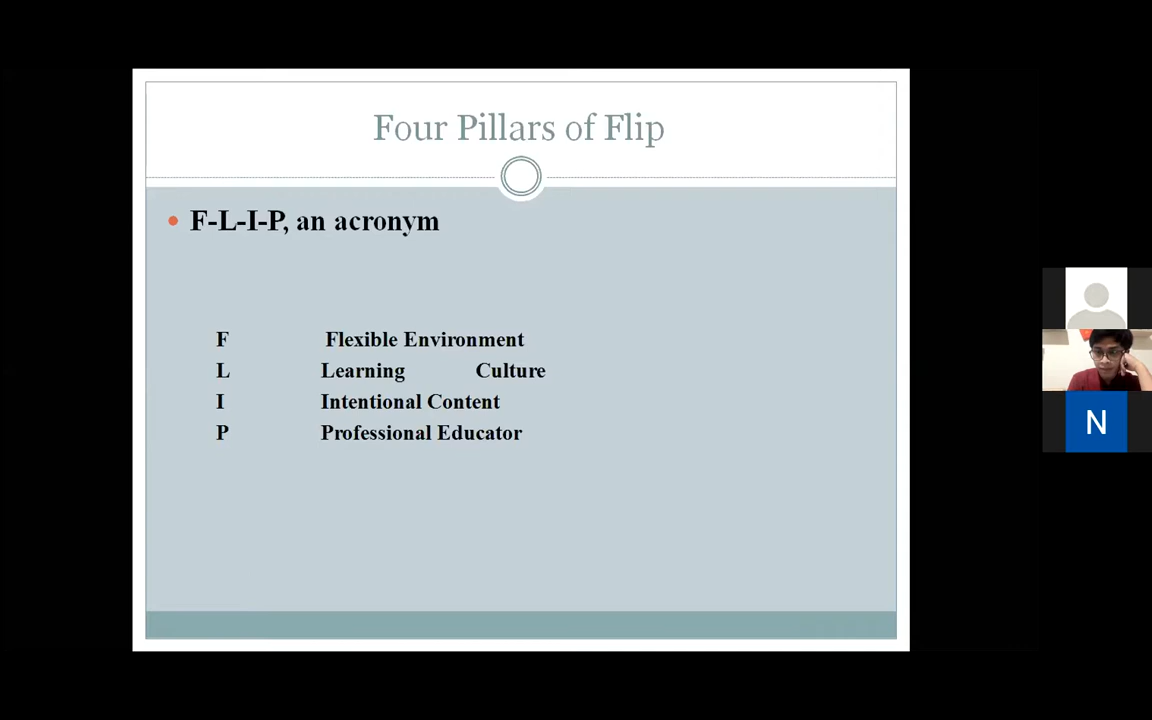 Four Pillars of Flip
F-L-I-P, an acronym
F Flexible Environment
L Learning Culture
I Intentional Content
P Professional Educator
N